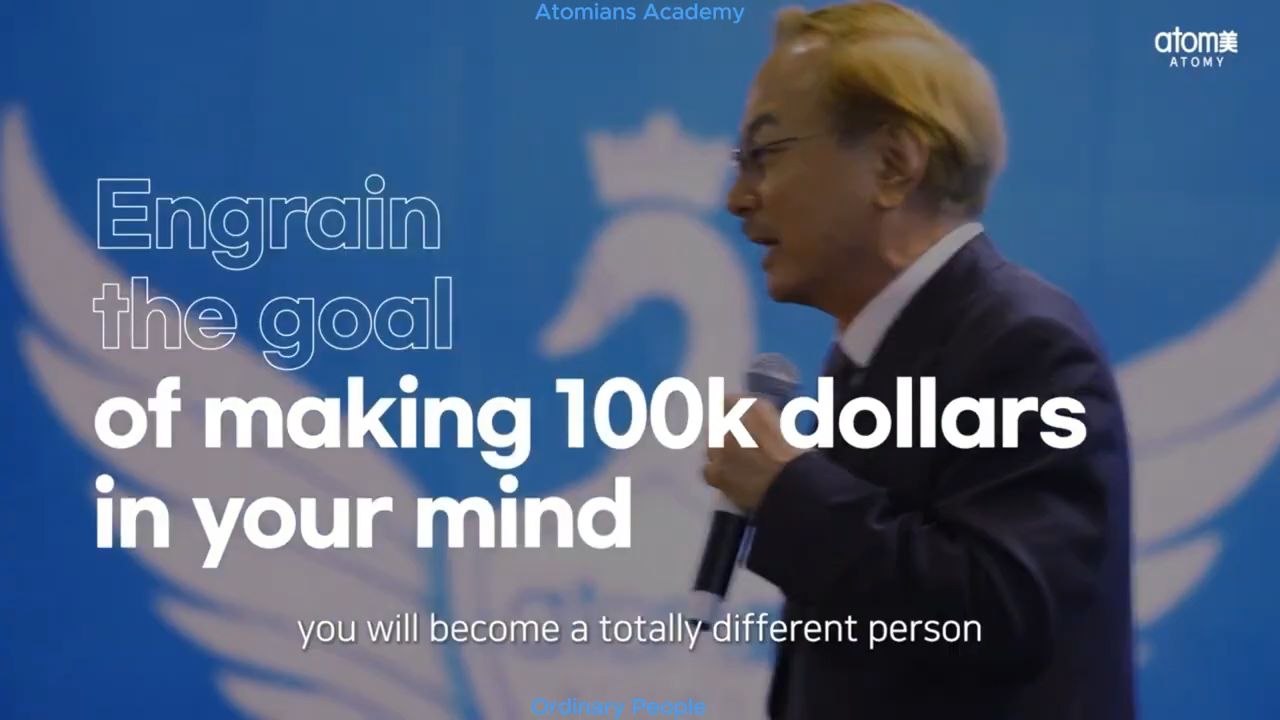 Atomians Academy
atom美
ATOMY
Engrain
the goal
of making 100k dollars
in your mind
you will become a totally different person
Ordinary People